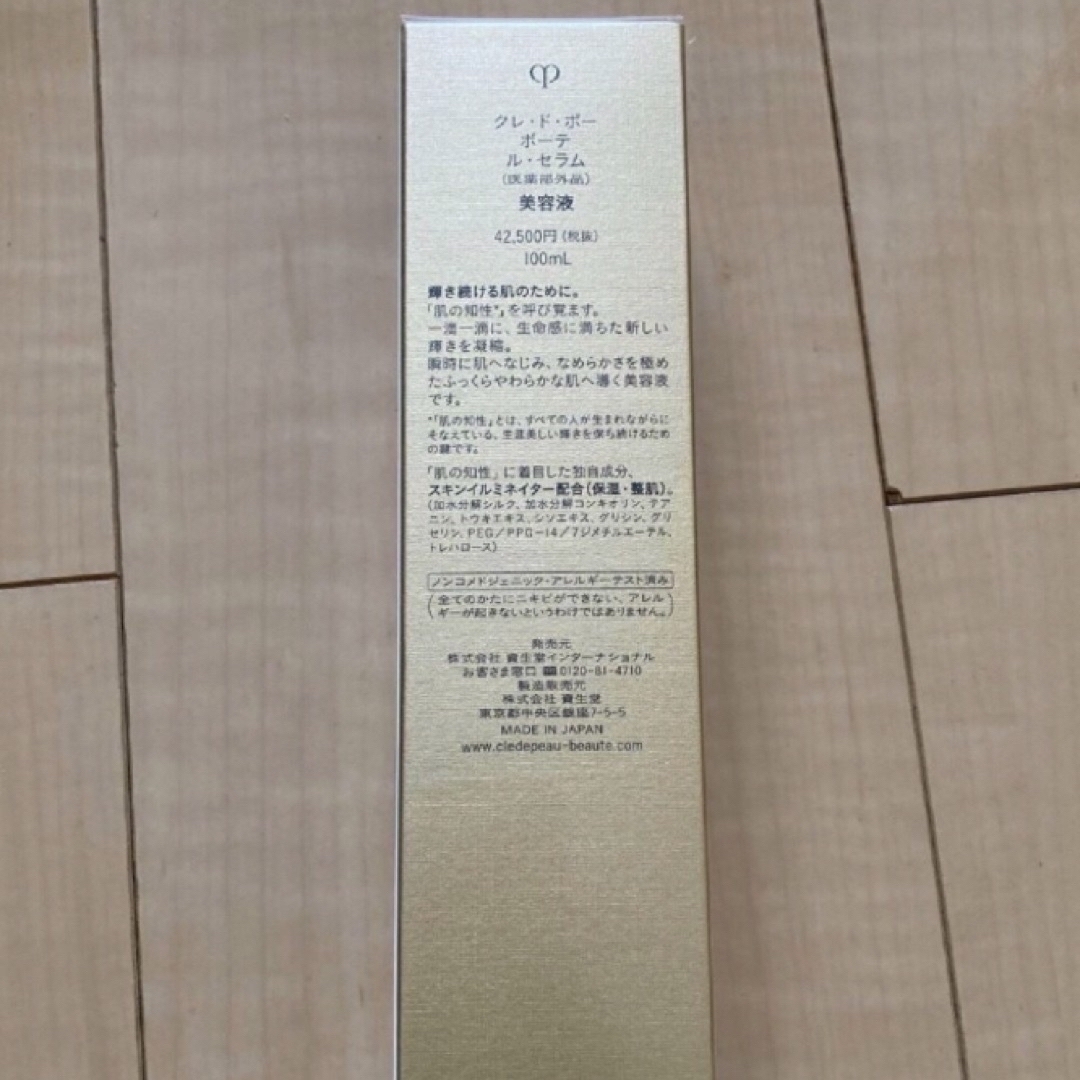 クレ・ド・ポー
ボーテ
ル・セラム
（医薬部外品）
美容液
42,500円（税抜）
100mL
輝き続ける肌のために。
「肌の知性*」を呼び覚ます。
一滴一滴に、生命感に満ちた新しい
輝きを凝縮。
瞬時に肌へなじみ、なめらかさを極め
たふっくらやわらかな肌へ導く美容液
です。
*「肌の知性」とは、すべての人が生まれながらに
そなえている、生涯美しい輝きを保ち続けるため
の鍵です。
「肌の知性」に着目した独自成分、
スキンイルミネイター配合（保湿・整肌）。
（加水分解シルク、加水分解コンキオリン、テア
ニン、トウキエキス、シソエキス、グリシン、グリ
セリン、PEG／PPG-14／7ジメチルエーテル、
トレハロース）
ノンコメドジェニック・アレルギーテスト済み
（全てのかたにニキビができない、アレル
ギーが起きないというわけではありません。）
発売元
株式会社 資生堂インターナショナル
お客さま窓口 0120-81-4710
製造販売元
株式会社 資生堂
東京都中央区銀座7-5-5
MADE IN JAPAN
www.cledepeau-beaute.com